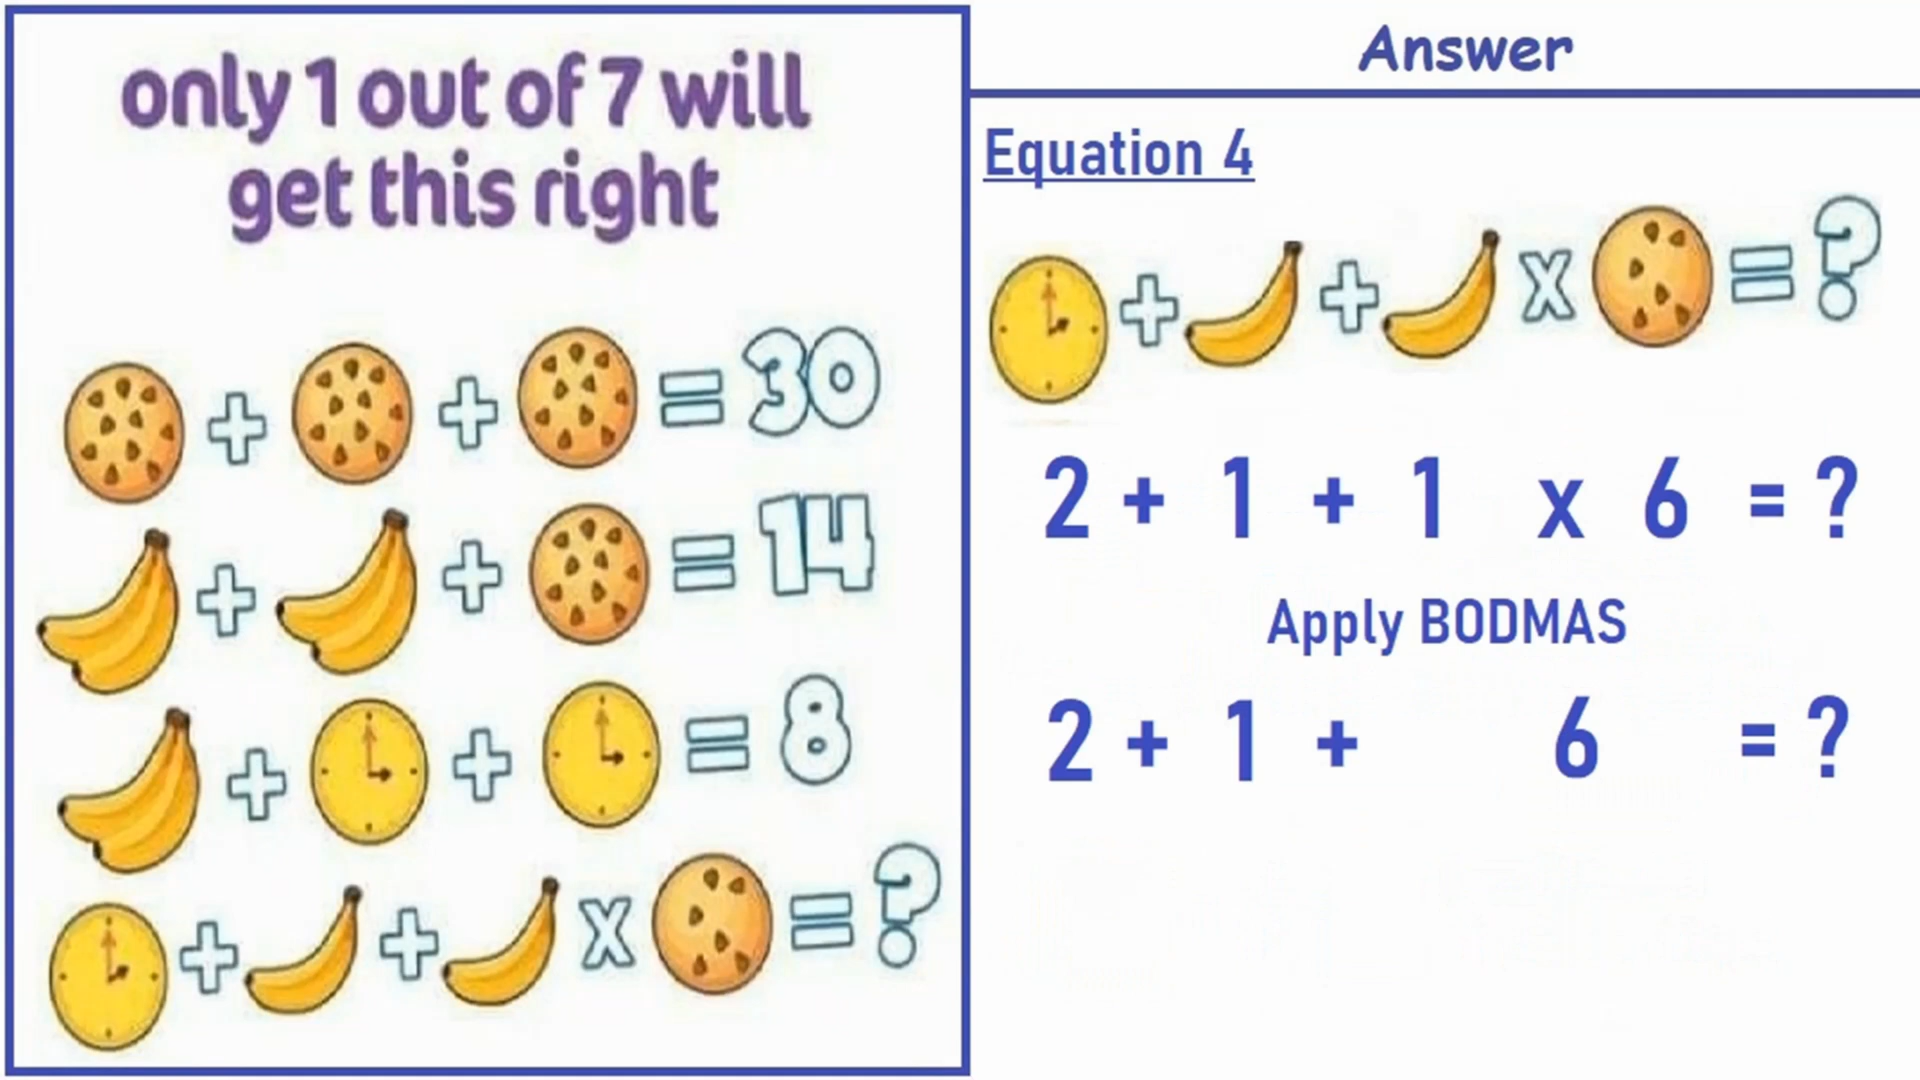 only 1 out of 7 will
get this right
+ + = 30
+ + = 14
+ + = 8
+ + x = ?
Answer
Equation 4
+ + x = ?
2 + 1 + 1 x 6 = ?
Apply BODMAS
2 + 1 + 6 = ?